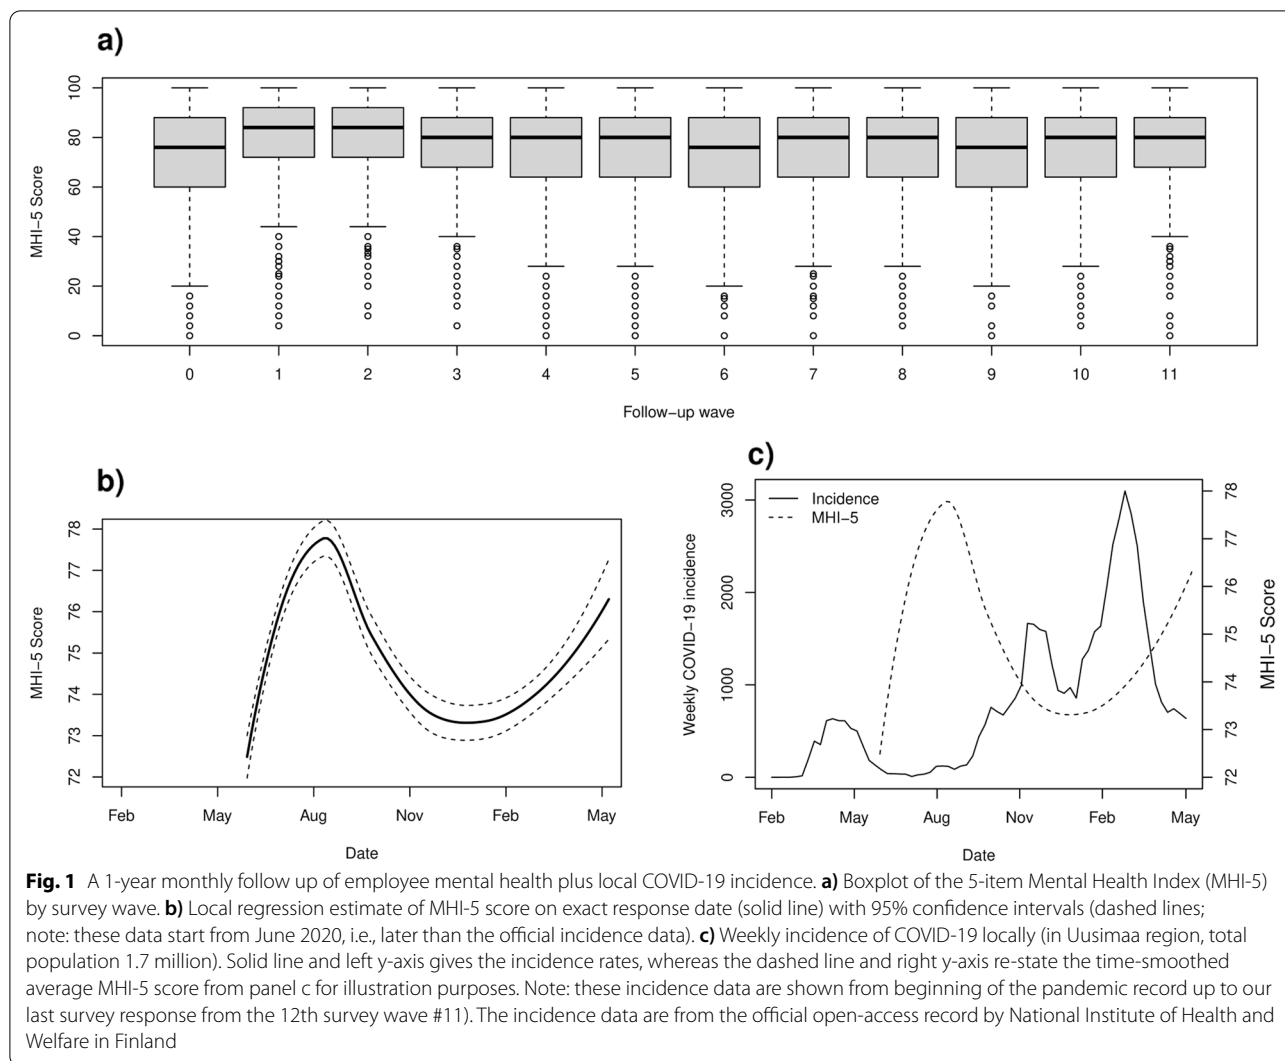 a)
100
80
60
40
20
0
MHI−5 Score
0 1 2 3 4 5 6 7 8 9 10 11
Follow−up wave
b)
78
77
76
75
74
73
72
MHI−5 Score
Feb May Aug Nov Feb May
Date
c)
Incidence
MHI−5
3000
2000
1000
0
Weekly COVID−19 incidence
78
77
76
75
74
73
72
MHI−5 Score
Feb May Aug Nov Feb May
Date
Fig. 1 A 1-year monthly follow up of employee mental health plus local COVID-19 incidence. a) Boxplot of the 5-item Mental Health Index (MHI-5)
by survey wave. b) Local regression estimate of MHI-5 score on exact response date (solid line) with 95% confidence intervals (dashed lines;
note: these data start from June 2020, i.e., later than the official incidence data). c) Weekly incidence of COVID-19 locally (in Uusimaa region, total
population 1.7 million). Solid line and left y-axis gives the incidence rates, whereas the dashed line and right y-axis re-state the time-smoothed
average MHI-5 score from panel c for illustration purposes. Note: these incidence data are shown from beginning of the pandemic record up to our
last survey response from the 12th survey wave #11). The incidence data are from the official open-access record by National Institute of Health and
Welfare in Finland